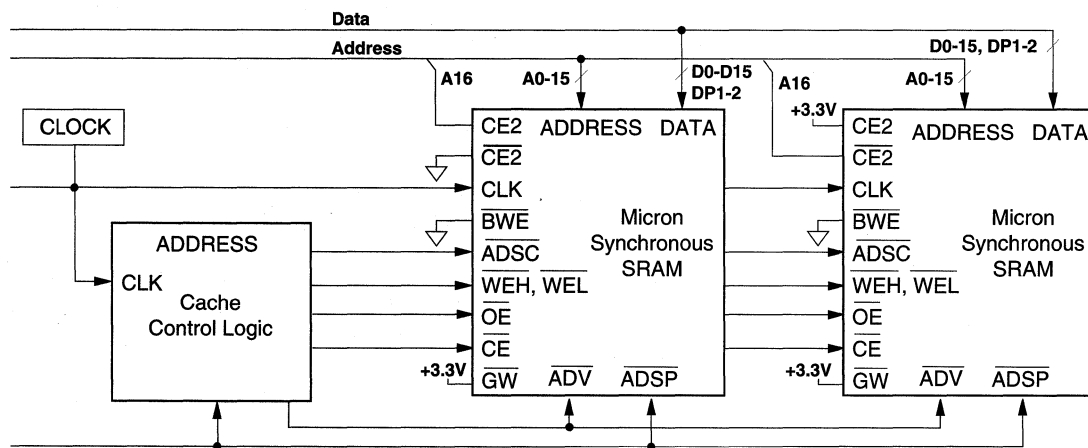 Data
Address
A16
A0-15
D0-D15
DP1-2
A16
D0-15, DP1-2
A0-15
CLOCK
ADDRESS
CLK
Cache
Control Logic
CE2 ADDRESS DATA
CE2
CLK
BWE
ADSC
WEH, WEL
OE
CE
+3.3V
GW ADV ADSP
Micron
Synchronous
SRAM
+3.3V
CE2 ADDRESS DATA
CE2
CLK
BWE
ADSC
WEH, WEL
OE
CE
+3.3V
GW ADV ADSP
Micron
Synchronous
SRAM